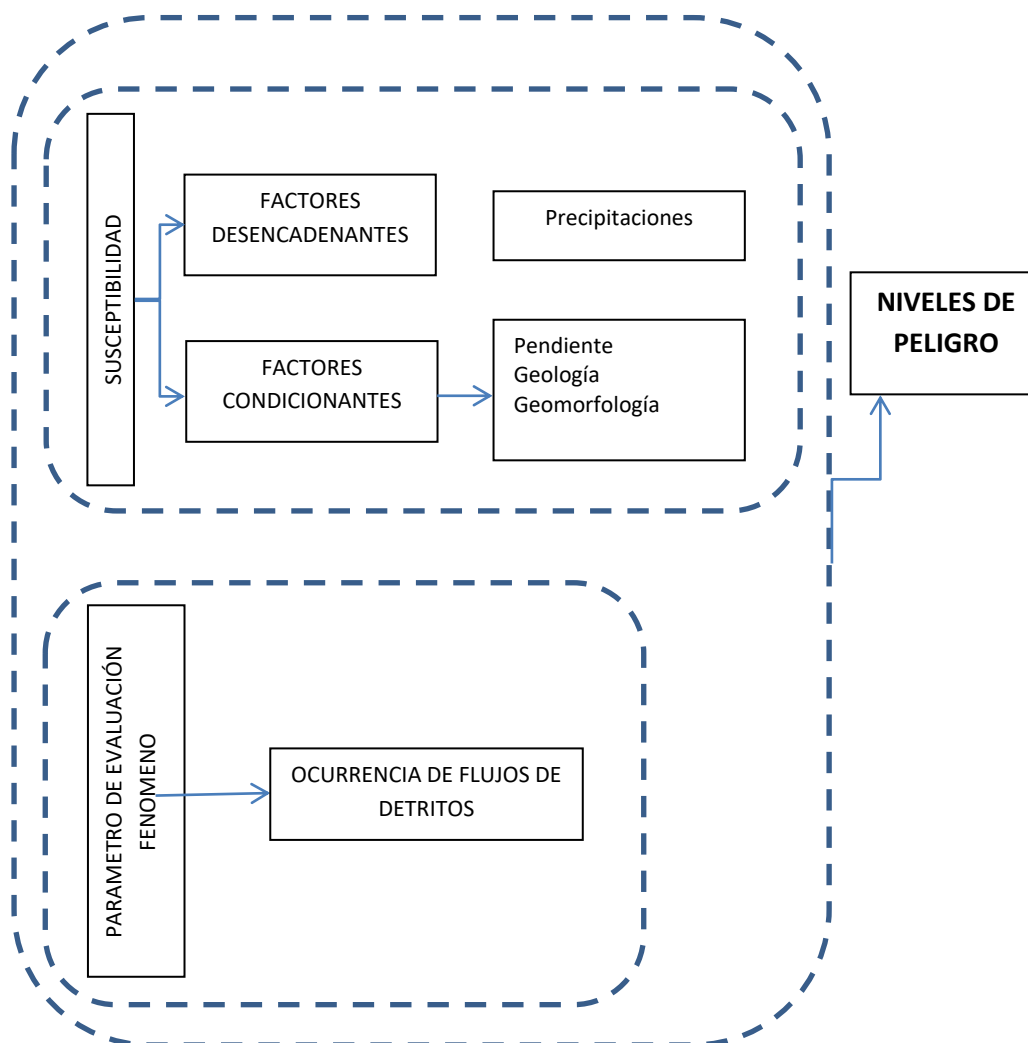 SUSCEPTIBILIDAD
FACTORES
DESENCADENANTES
Precipitaciones
FACTORES
CONDICIONANTES
Pendiente
Geología
Geomorfología
NIVELES DE
PELIGRO
PARAMETRO DE EVALUACIÓN
FENOMENO
OCURRENCIA DE FLUJOS DE
DETRITOS